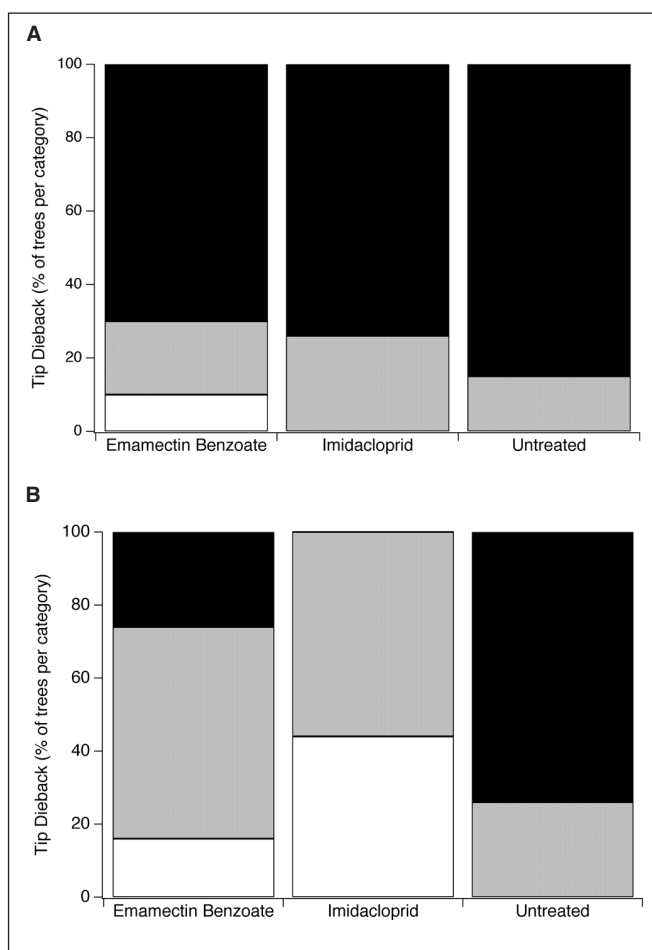 A
Tip Dieback (% of trees per category)
100
80
60
40
20
0
Emamectin Benzoate
Imidacloprid
Untreated
B
Tip Dieback (% of trees per category)
100
80
60
40
20
0
Emamectin Benzoate
Imidacloprid
Untreated